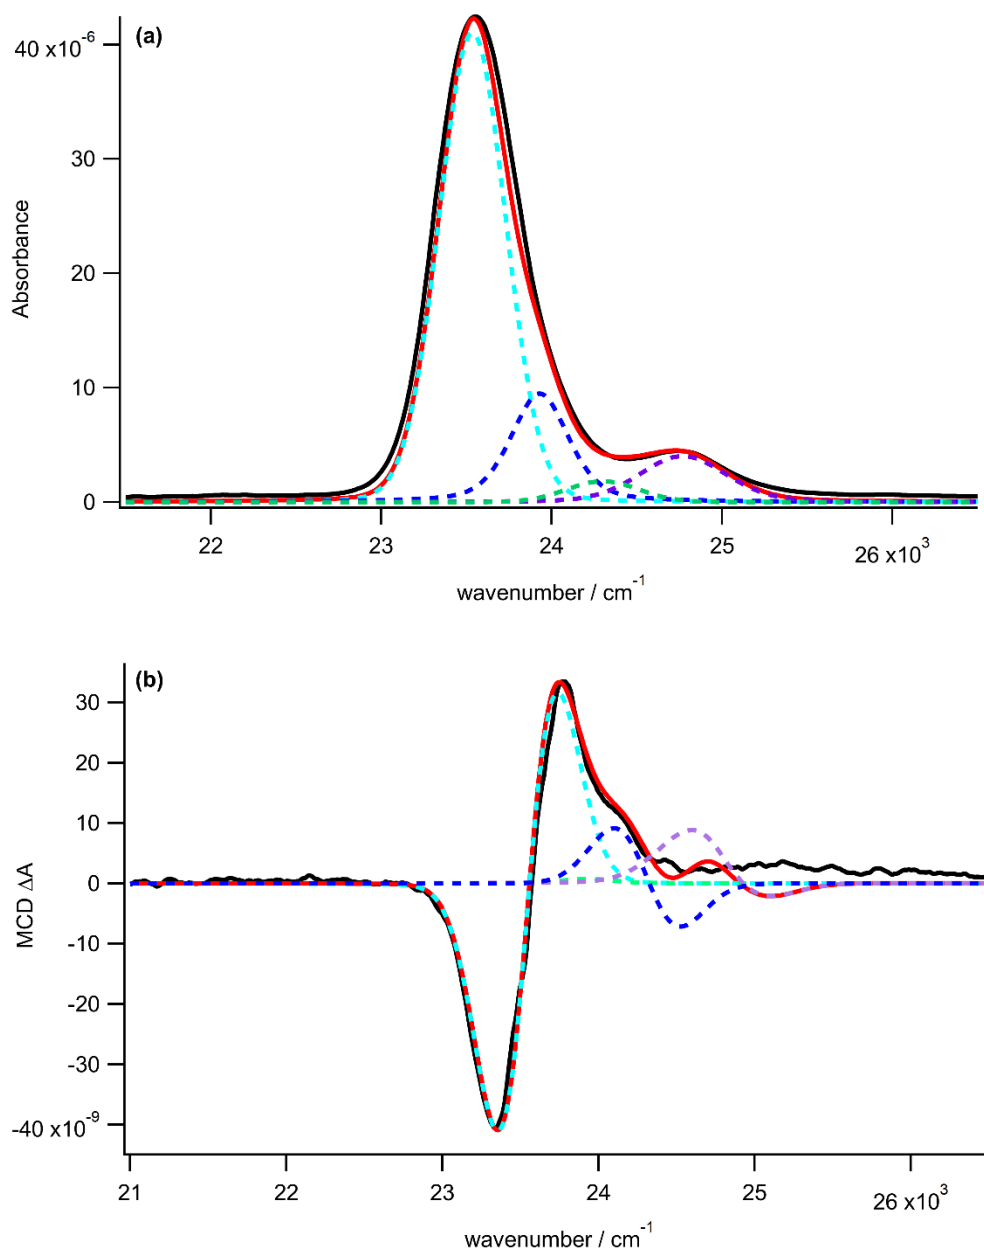 (a)
40 x10⁻⁶
30
20
10
0
Absorbance
22 23 24 25 26 x10³
wavenumber / cm⁻¹
(b)
30
20
10
0
-10
-20
-30
-40 x10⁻⁹
MCD ΔA
21 22 23 24 25 26 x10³
wavenumber / cm⁻¹